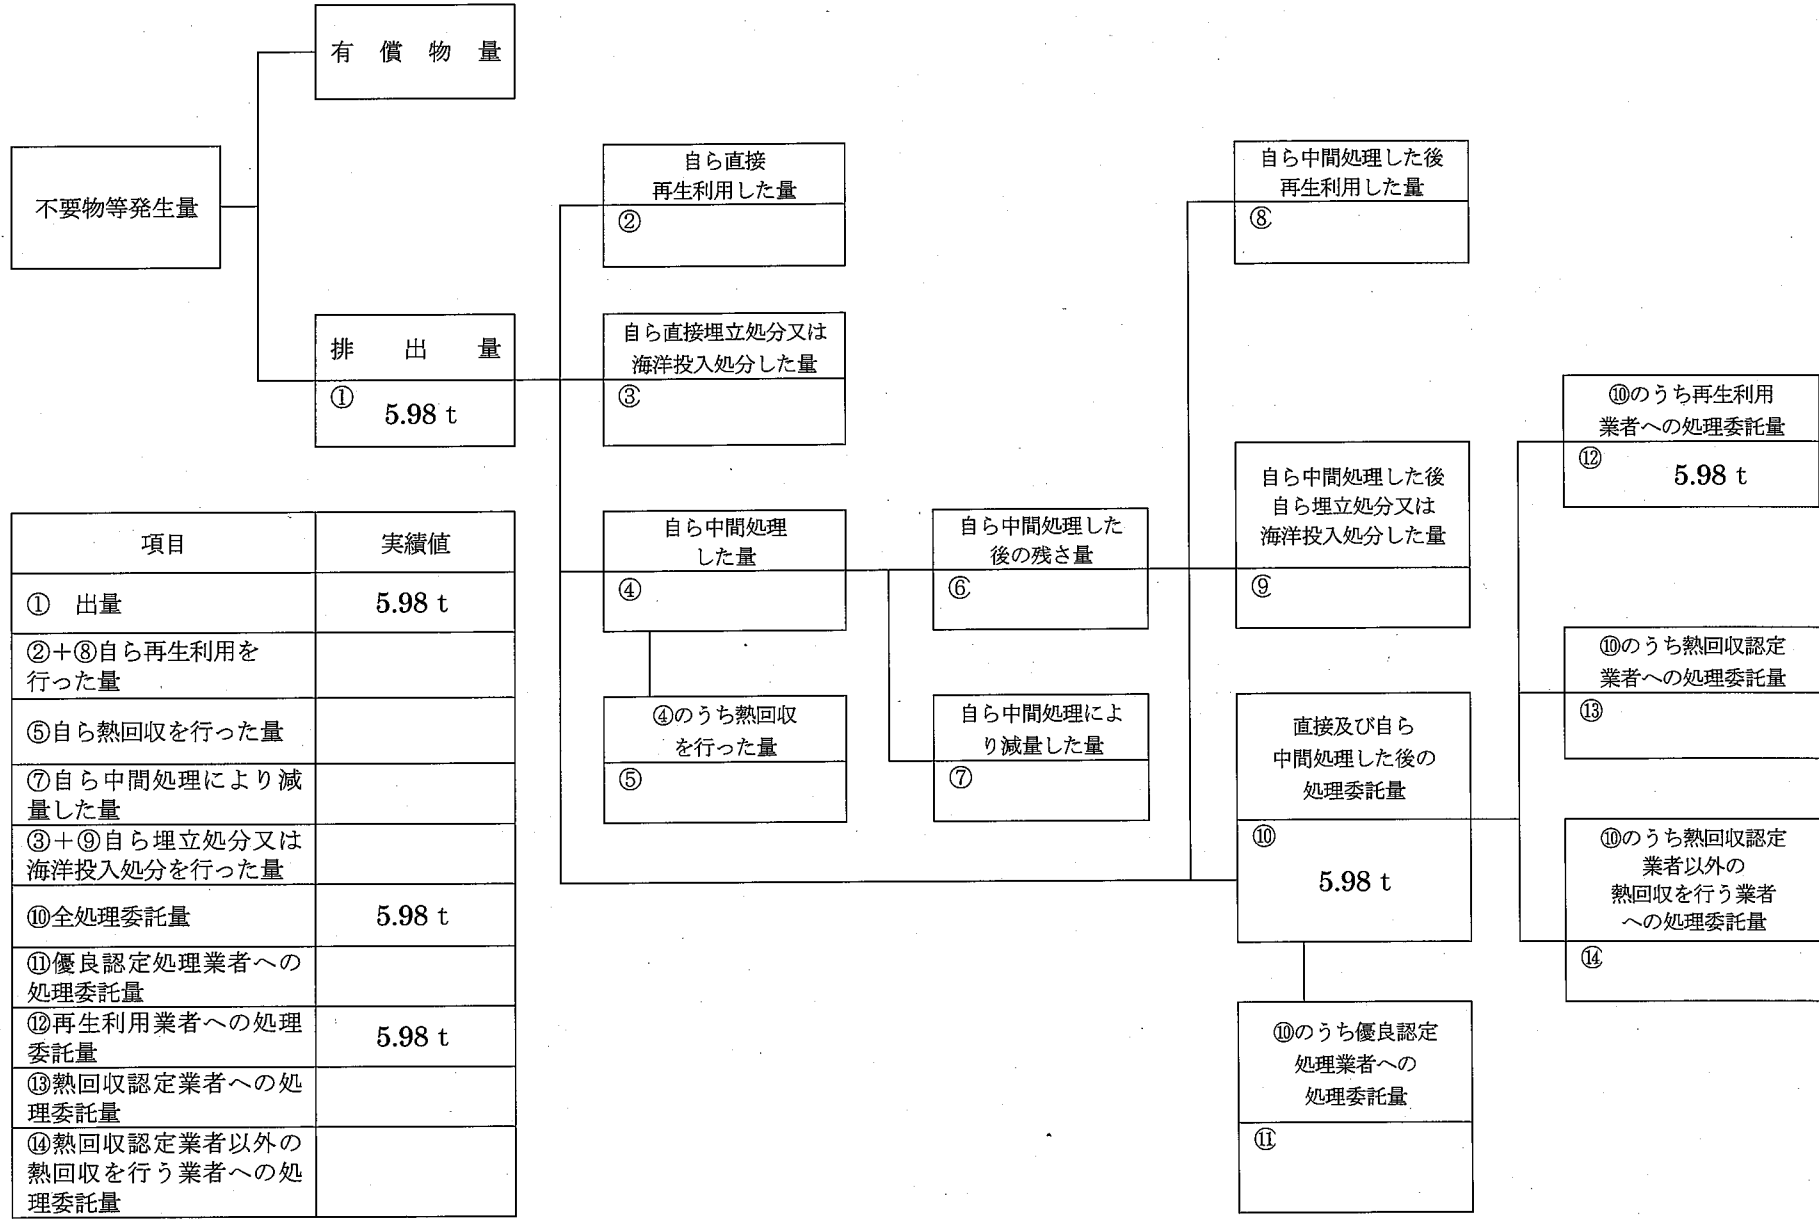 有償物量
不要物等発生量
排出量
①
5.98 t
自ら直接
再生利用した量
②
自ら直接埋立処分又は
海洋投入処分した量
③
自ら中間処理
した量
④
④のうち熱回収
を行った量
⑤
自ら中間処理した
後の残さ量
⑥
自ら中間処理によ
り減量した量
⑦
自ら中間処理した後
再生利用した量
⑧
自ら中間処理した後
自ら埋立処分又は
海洋投入処分した量
⑨
直接及び自ら
中間処理した後の
処理委託量
⑩
5.98 t
⑩のうち優良認定
処理業者への
処理委託量
⑪
⑩のうち再生利用
業者への処理委託量
⑫
5.98 t
⑩のうち熱回収認定
業者への処理委託量
⑬
⑩のうち熱回収認定
業者以外の
熱回収を行う業者
への処理委託量
⑭
項目 実績値
① 出量 5.98 t
②+⑧自ら再生利用を
行った量
⑤自ら熱回収を行った量
⑦自ら中間処理により減
量した量
③+⑨自ら埋立処分又は
海洋投入処分を行った量
⑩全処理委託量 5.98 t
⑪優良認定処理業者への
処理委託量
⑫再生利用業者への処理
委託量
5.98 t
⑬熱回収認定業者への処
理委託量
⑭熱回収認定業者以外の
熱回収を行う業者への処
理委託量